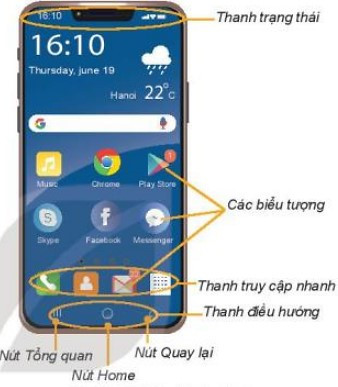 16:10
Thanh trạng thái
16:10
Thursday, june 19
Hanoi 22°C
G
Music
Chrome
Play Store
1
Các biểu tượng
Skype
Facebook
Messenger
Thanh truy cập nhanh
Thanh điều hướng
Nút Tổng quan
Nút Quay lại
Nút Home